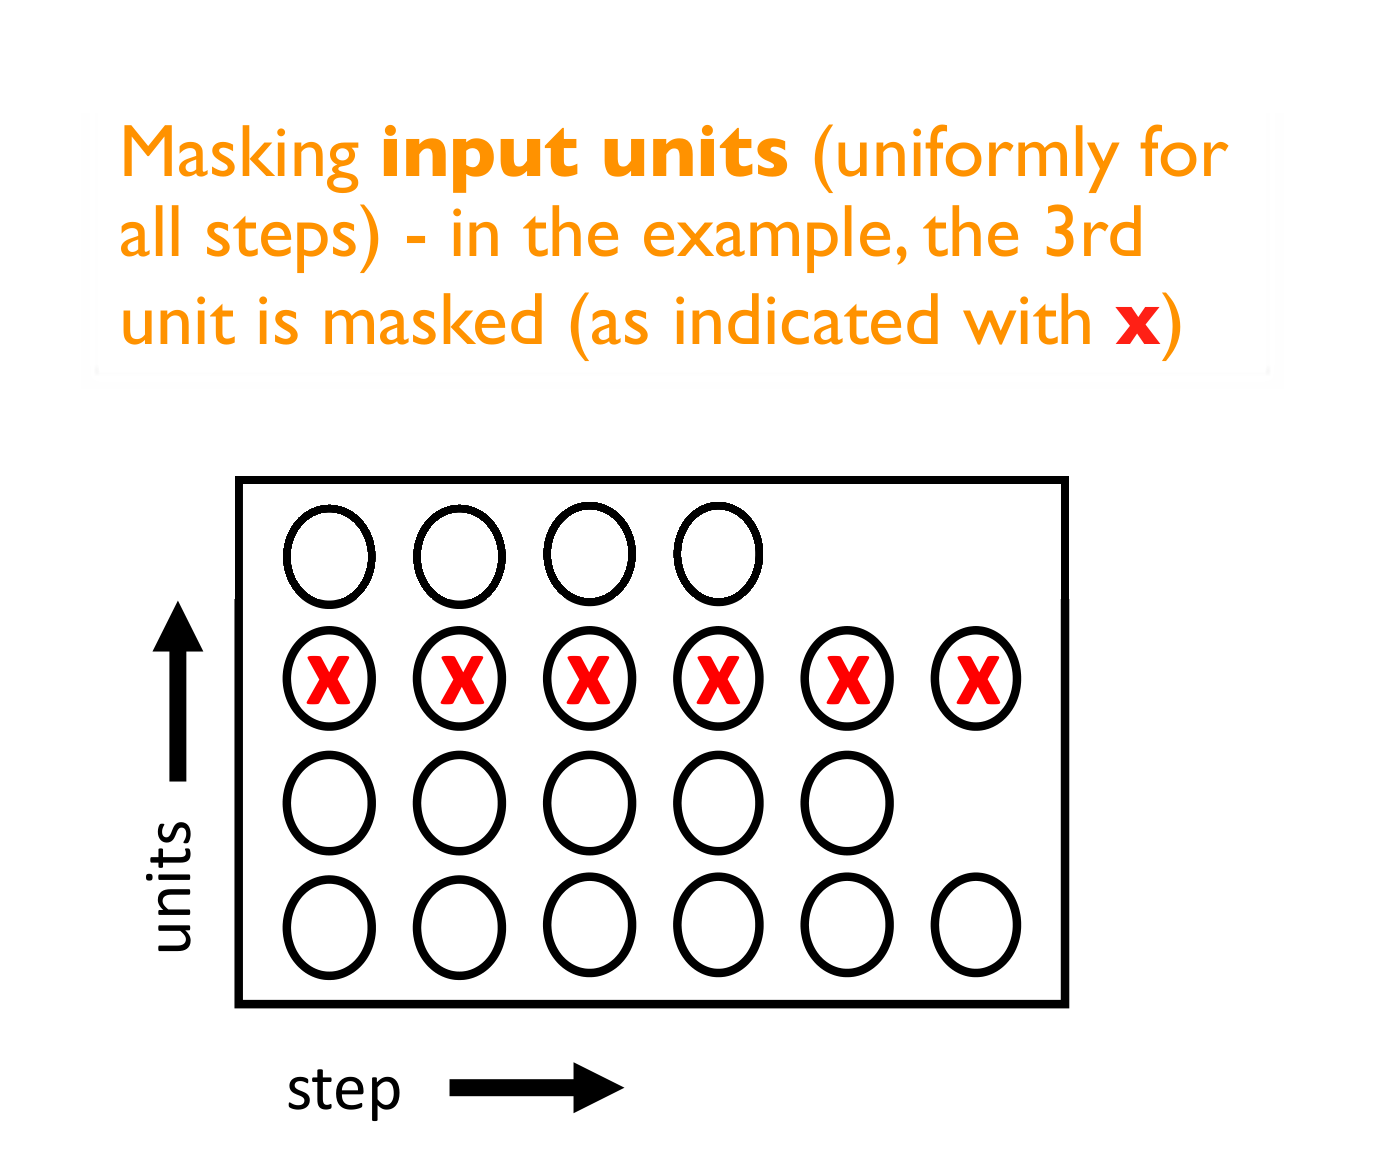 Masking input units (uniformly for
all steps) - in the example, the 3rd
unit is masked (as indicated with x)
X X X X X X
units
step